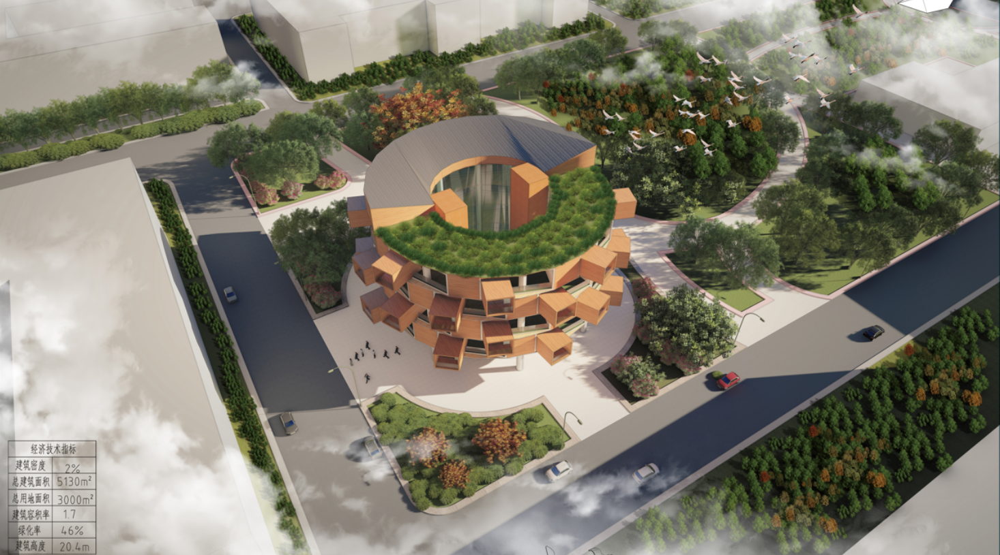 经济技术指标
建筑密度 2%
总建筑面积 5130m²
总用地面积 3000m²
建筑容积率 1.7
绿化率 46%
建筑高度 20.4m